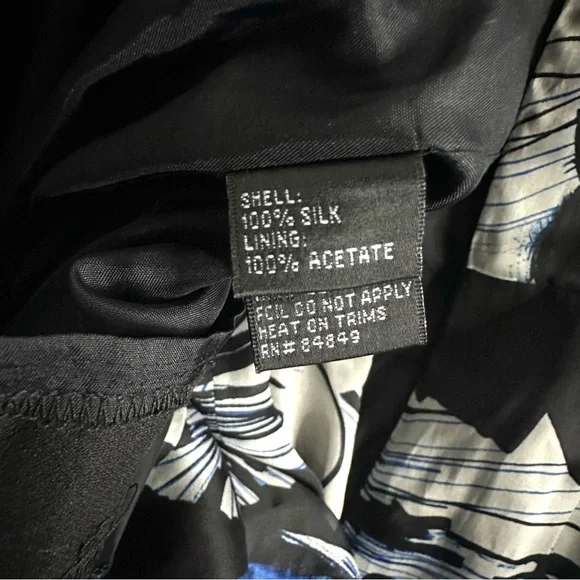 SHELL:
100% SILK
LINING:
100% ACETATE
FOIL DO NOT APPLY
HEAT ON TRIMS
RN# 84849